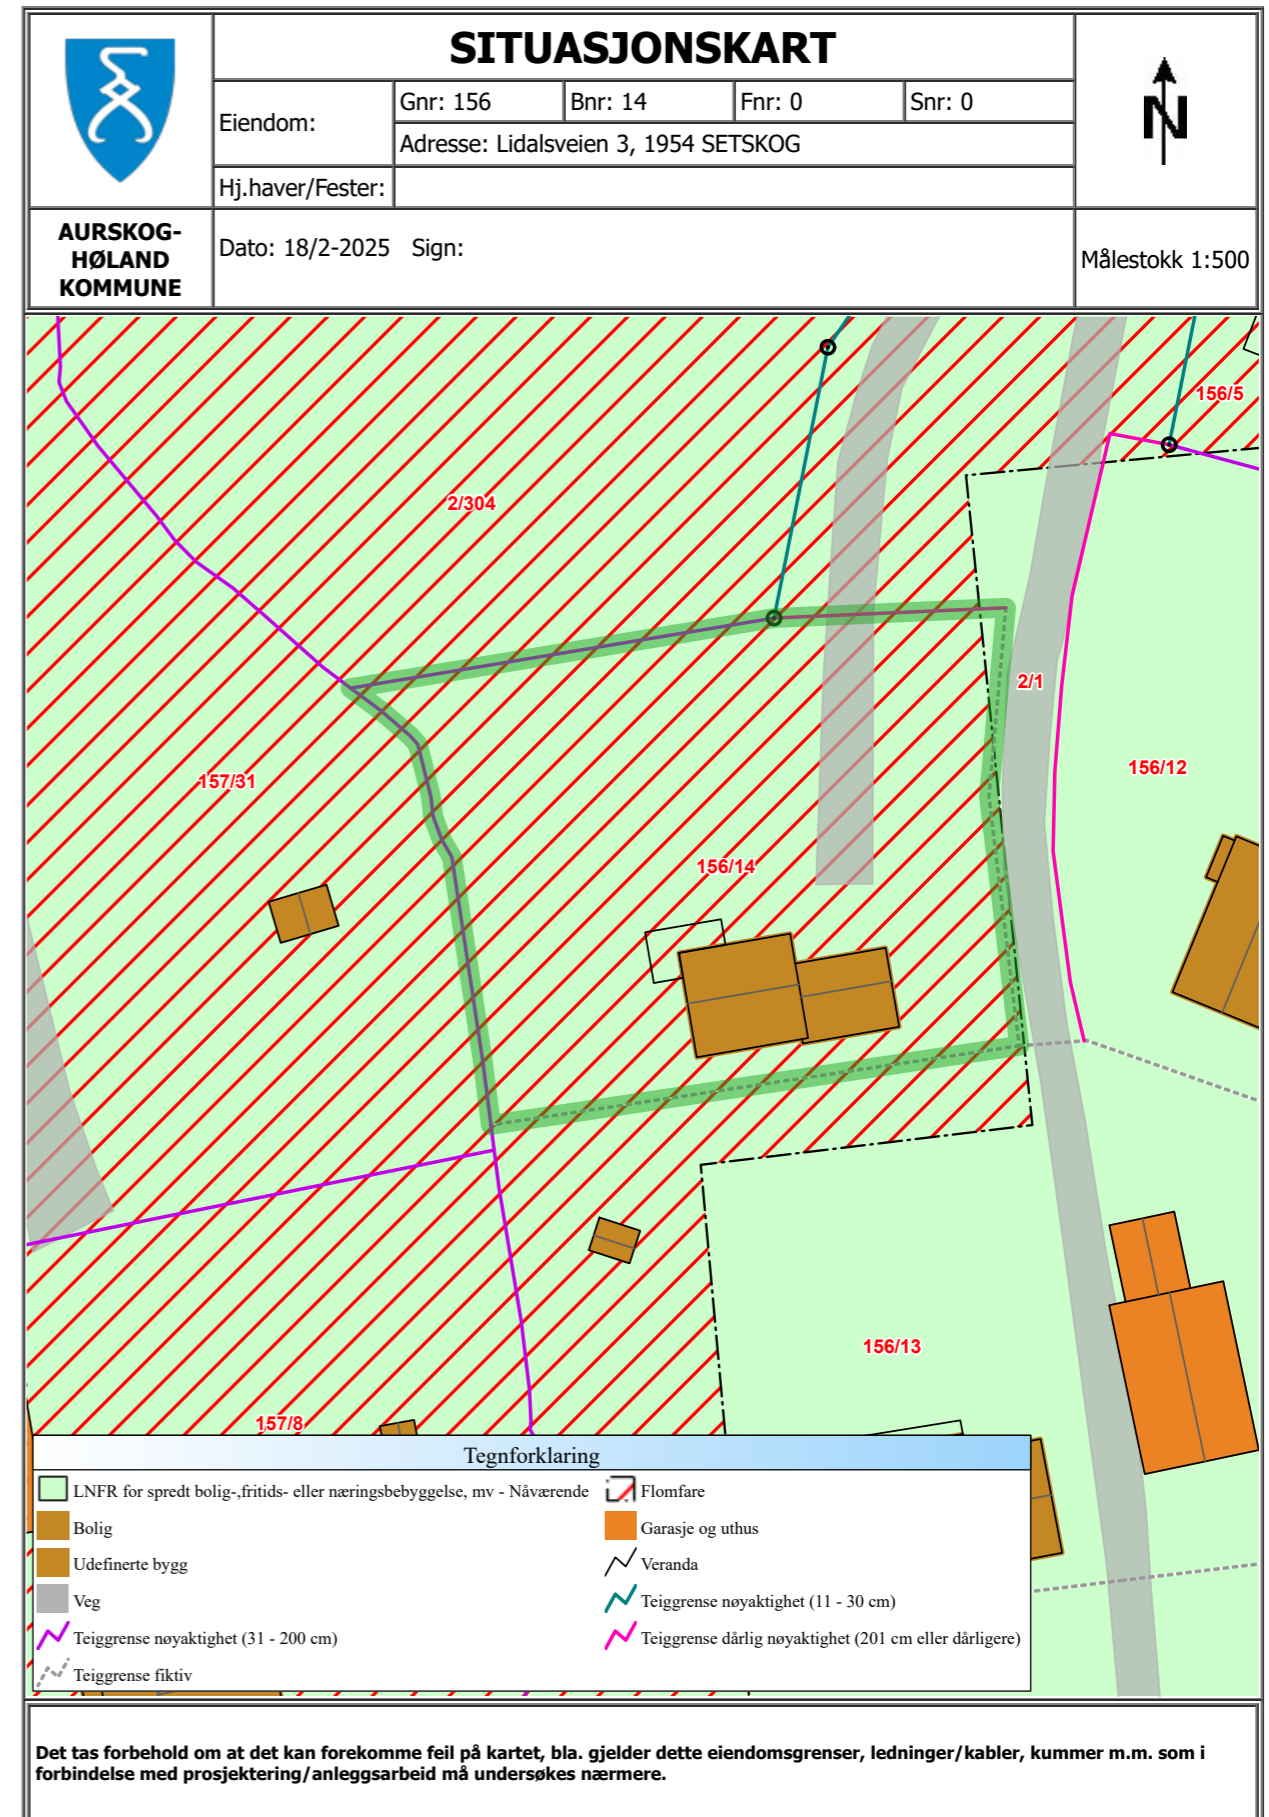 SITUASJONSKART
Eiendom:
Gnr: 156
Bnr: 14
Fnr: 0
Snr: 0
Adresse: Lidalsveien 3, 1954 SETSKOG
Hj.haver/Fester:
N
AURSKOG-
HØLAND
KOMMUNE
Dato: 18/2-2025 Sign:
Målestokk 1:500
156/5
2/304
2/1
156/12
157/31
156/14
156/13
157/8
Tegnforklaring
LNFR for spredt bolig-,fritids- eller næringsbebyggelse, mv - Nåværende
Flomfare
Bolig
Garasje og uthus
Udefinerte bygg
Veranda
Veg
Teiggrense nøyaktighet (11 - 30 cm)
Teiggrense nøyaktighet (31 - 200 cm)
Teiggrense dårlig nøyaktighet (201 cm eller dårligere)
Teiggrense fiktiv
Det tas forbehold om at det kan forekomme feil på kartet, bla. gjelder dette eiendomsgrenser, ledninger/kabler, kummer m.m. som i
forbindelse med prosjektering/anleggsarbeid må undersøkes nærmere.